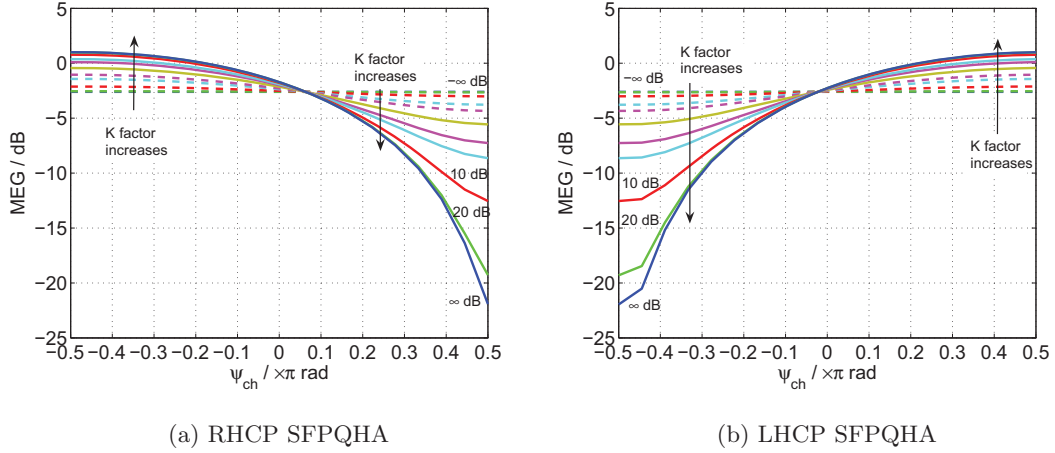 5
0
−5
−10
−15
−20
−25
MEG / dB
K factor
increases
K factor
increases
−∞ dB
10 dB
20 dB
∞ dB
−0.5 −0.4 −0.3 −0.2 −0.1 0 0.1 0.2 0.3 0.4 0.5
ψch / ×π rad
(a) RHCP SFPQHA
5
0
−5
−10
−15
−20
−25
MEG / dB
K factor
increases
−∞ dB
K factor
increases
10 dB
20 dB
∞ dB
−0.5 −0.4 −0.3 −0.2 −0.1 0 0.1 0.2 0.3 0.4 0.5
ψch / ×π rad
(b) LHCP SFPQHA